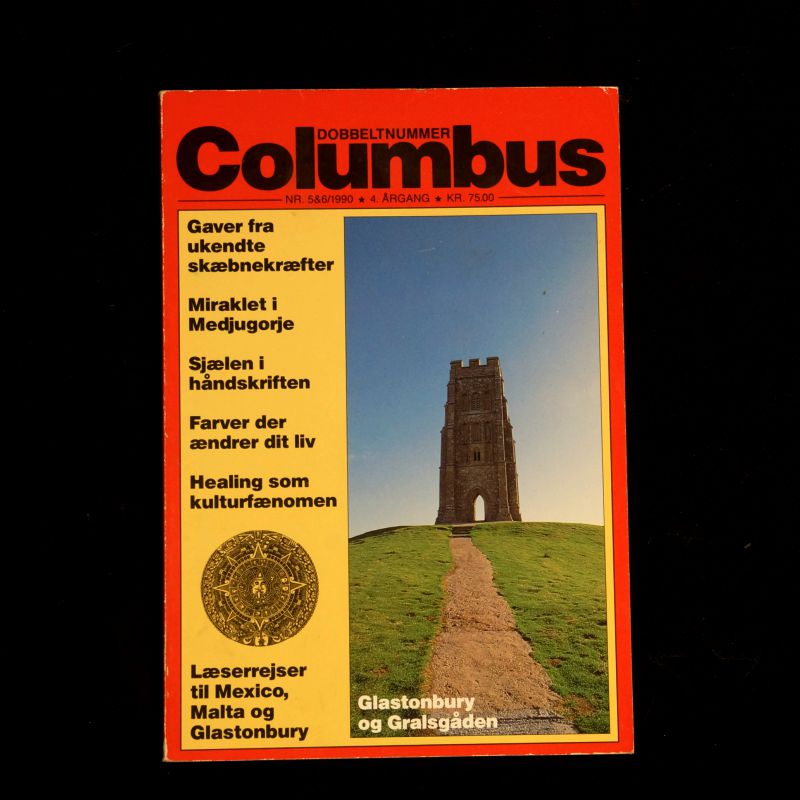 DOBBELTNUMMER
Columbus
NR. 5&6/1990 ★ 4. ÅRGANG ★ KR. 75.00
Gaver fra
ukendte
skæbnekræfter
Miraklet i
Medjugorje
Sjælen i
håndskriften
Farver der
ændrer dit liv
Healing som
kulturfænomen
Læserrejser
til Mexico,
Malta og
Glastonbury
Glastonbury
og Gralsgåden